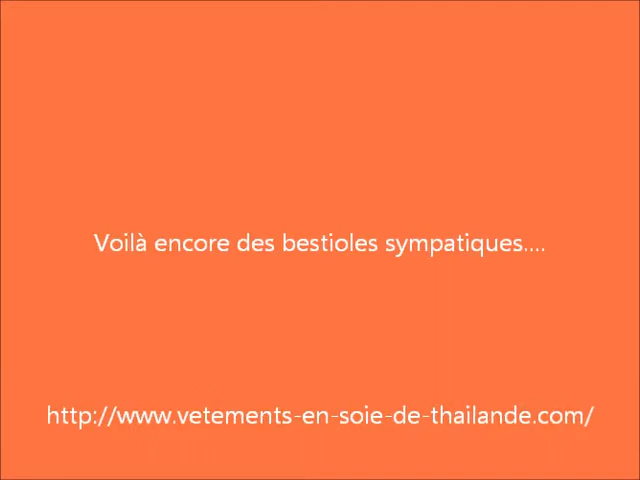 Voilà encore des bestioles sympatiques....
http://www.vetements-en-soie-de-thailande.com/